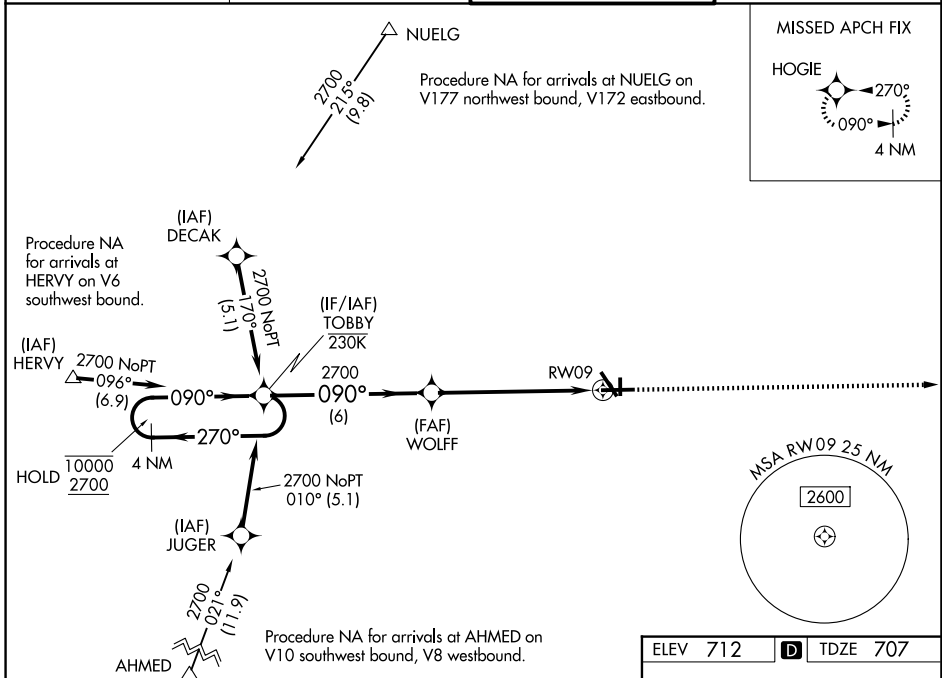 NUELG
2700
215°
(9.8)
Procedure NA for arrivals at NUELG on
V177 northwest bound, V172 eastbound.
MISSED APCH FIX
HOGIE
270°
090°
4 NM
(IAF)
DECAK
2700 NoPT
170°
(5.1)
Procedure NA
for arrivals at
HERVY on V6
southwest bound.
(IF/IAF)
TOBBY
230K
(IAF)
HERVY
2700 NoPT
096°
(6.9)
090°
2700
090°
(6)
(FAF)
WOLFF
RW09
270°
4 NM
HOLD
10000
2700
2700 NoPT
010° (5.1)
(IAF)
JUGER
2700
021°
(11.9)
AHMED
Procedure NA for arrivals at AHMED on
V10 southwest bound, V8 westbound.
MSA RW09 25 NM
2600
ELEV 712 D TDZE 707